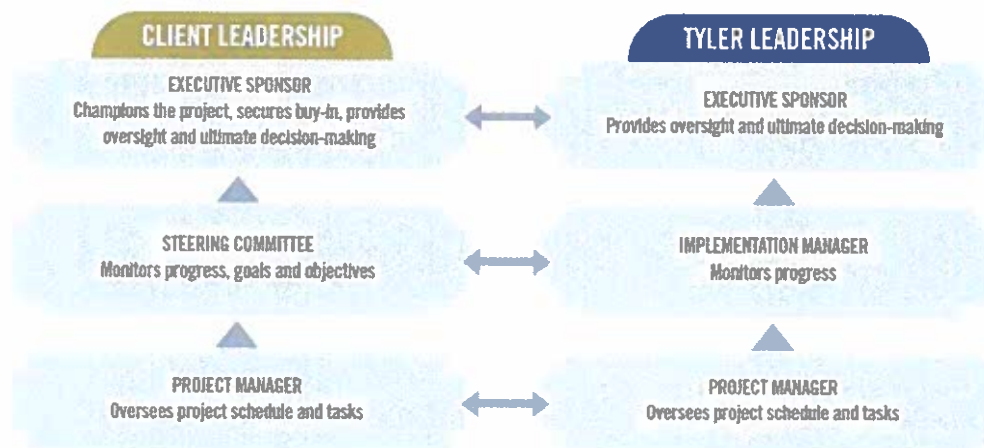 CLIENT LEADERSHIP
EXECUTIVE SPONSOR
Champions the project, secures buy-in, provides
oversight and ultimate decision-making
STEERING COMMITTEE
Monitors progress, goals and objectives
PROJECT MANAGER
Oversees project schedule and tasks
TYLER LEADERSHIP
EXECUTIVE SPONSOR
Provides oversight and ultimate decision-making
IMPLEMENTATION MANAGER
Monitors progress
PROJECT MANAGER
Oversees project schedule and tasks